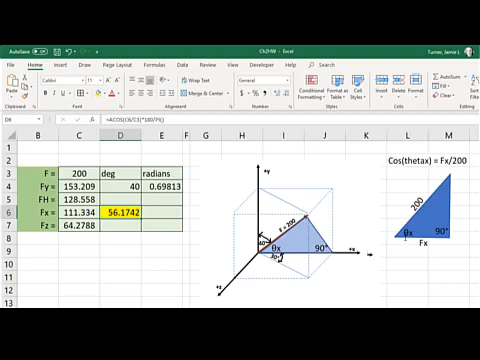 AutoSave Off
Ch2HW - Excel
Turner, Jamie L
File Home Insert Draw Page Layout Formulas Data Review View Help
Paste
Calibri 11
Wrap Text
Merge & Center
General
Conditional Formatting
Format as Table
Cell Styles
Insert Delete Format
AutoSum
Fill
Clear
Clipboard Font Alignment Number Styles Cells
D6 =ACOS(C6/C3)*180/PI()
B C D E F G H I J K L M
1
2 Cos(thetax) = Fx/200
3 F = 200 deg radians
4 Fy = 153.209 40 0.69813
5 FH = 128.558
6 Fx = 111.334 56.1742
7 Fz = 64.2788
8
9
10
11
12
13
+y
F = 200
40°
θx
90°
+x
30°
+z
200
θx
90°
Fx